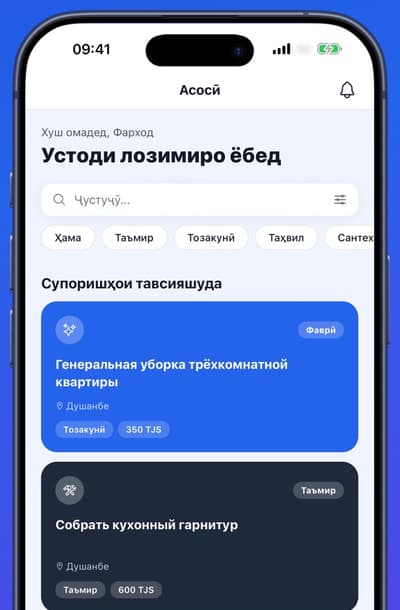 09:41
Асосӣ
Хуш омадед, Фарход
Устоди лозимиро ёбед
Ҷустуҷӯ...
Ҳама Таъмир Тозакунӣ Таҳвил Сантех
Супоришҳои тавсияшуда
Фаврӣ
Генеральная уборка трёхкомнатной
квартиры
Душанбе
Тозакунӣ 350 TJS
Таъмир
Собрать кухонный гарнитур
Душанбе
Таъмир 600 TJS